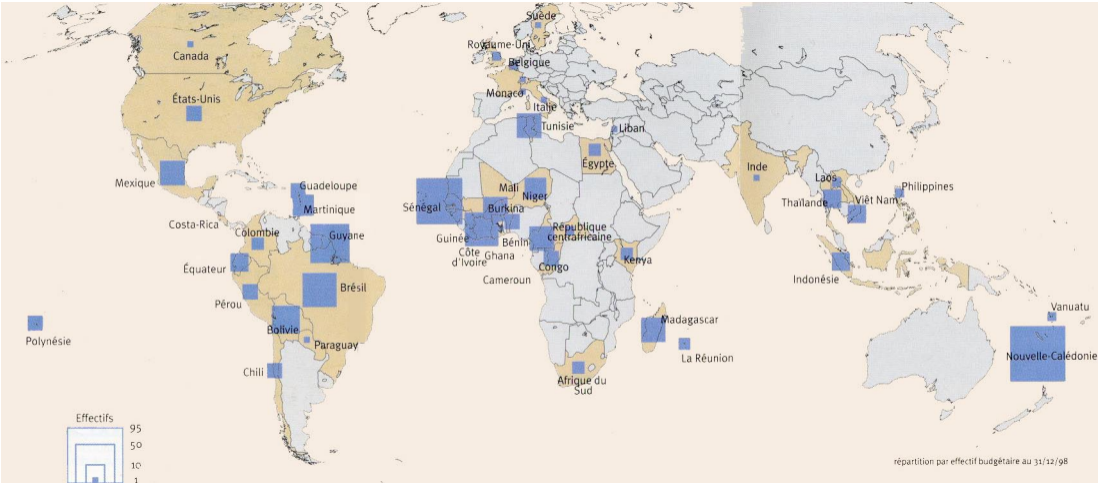 Suède
Canada
Royaume-Uni
Belgique
Monaco
Italie
États-Unis
Tunisie
Liban
Égypte
Inde
Mexique
Guadeloupe
Martinique
Sénégal
Mali
Niger
Burkina
Laos
Thaïlande
Viêt Nam
Philippines
Costa-Rica
Colombie
Guyane
Guinée
Côte
d'Ivoire
Ghana
Bénin
République
centrafricaine
Cameroun
Congo
Kenya
Équateur
Indonésie
Pérou
Brésil
Polynésie
Bolivie
Paraguay
Madagascar
La Réunion
Vanuatu
Nouvelle-Calédonie
Chili
Afrique du
Sud
Effectifs
95
50
10
1
répartition par effectif budgétaire au 31/12/98